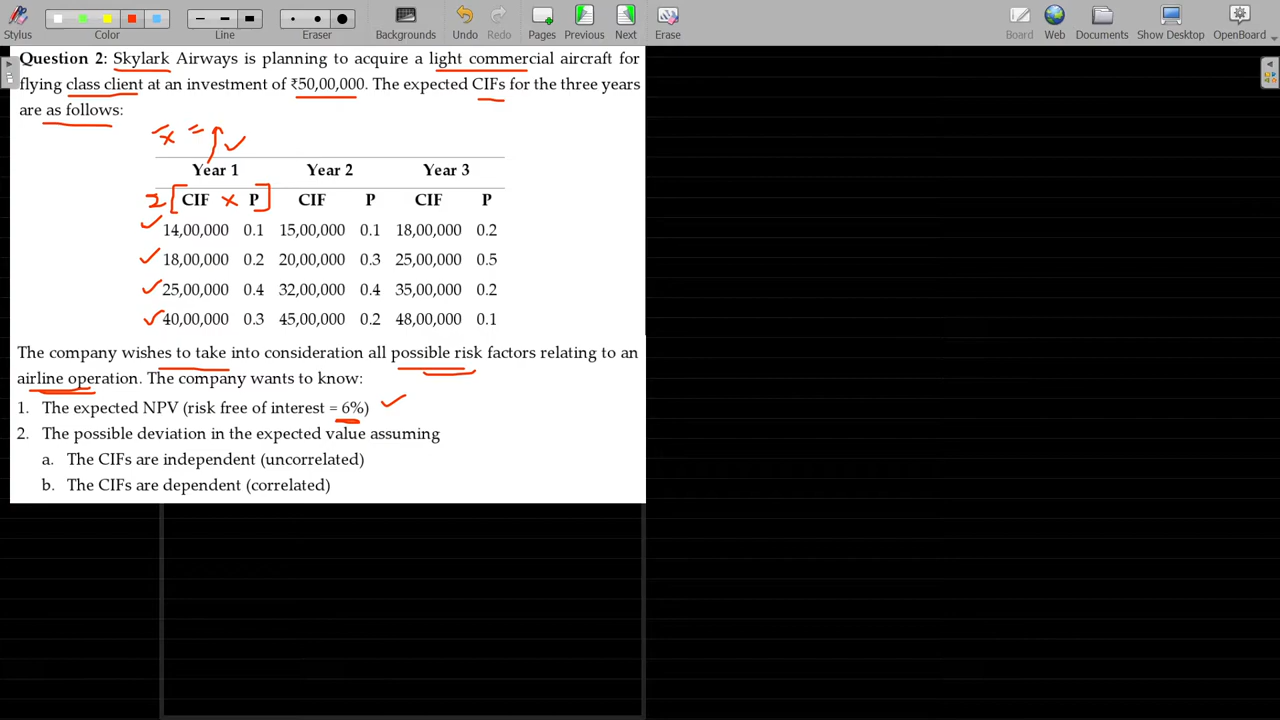 Stylus Color Line Eraser Backgrounds Undo Redo Pages Previous Next Erase Board Web Documents Show Desktop OpenBoard
Question 2: Skylark Airways is planning to acquire a light commercial aircraft for
flying class client at an investment of ₹50,00,000. The expected CIFs for the three years
are as follows:
x̄ =
Year 1 Year 2 Year 3
Σ [CIF x P] CIF P CIF P
14,00,000 0.1 15,00,000 0.1 18,00,000 0.2
18,00,000 0.2 20,00,000 0.3 25,00,000 0.5
25,00,000 0.4 32,00,000 0.4 35,00,000 0.2
40,00,000 0.3 45,00,000 0.2 48,00,000 0.1
The company wishes to take into consideration all possible risk factors relating to an
airline operation. The company wants to know:
1. The expected NPV (risk free of interest = 6%)
2. The possible deviation in the expected value assuming
a. The CIFs are independent (uncorrelated)
b. The CIFs are dependent (correlated)